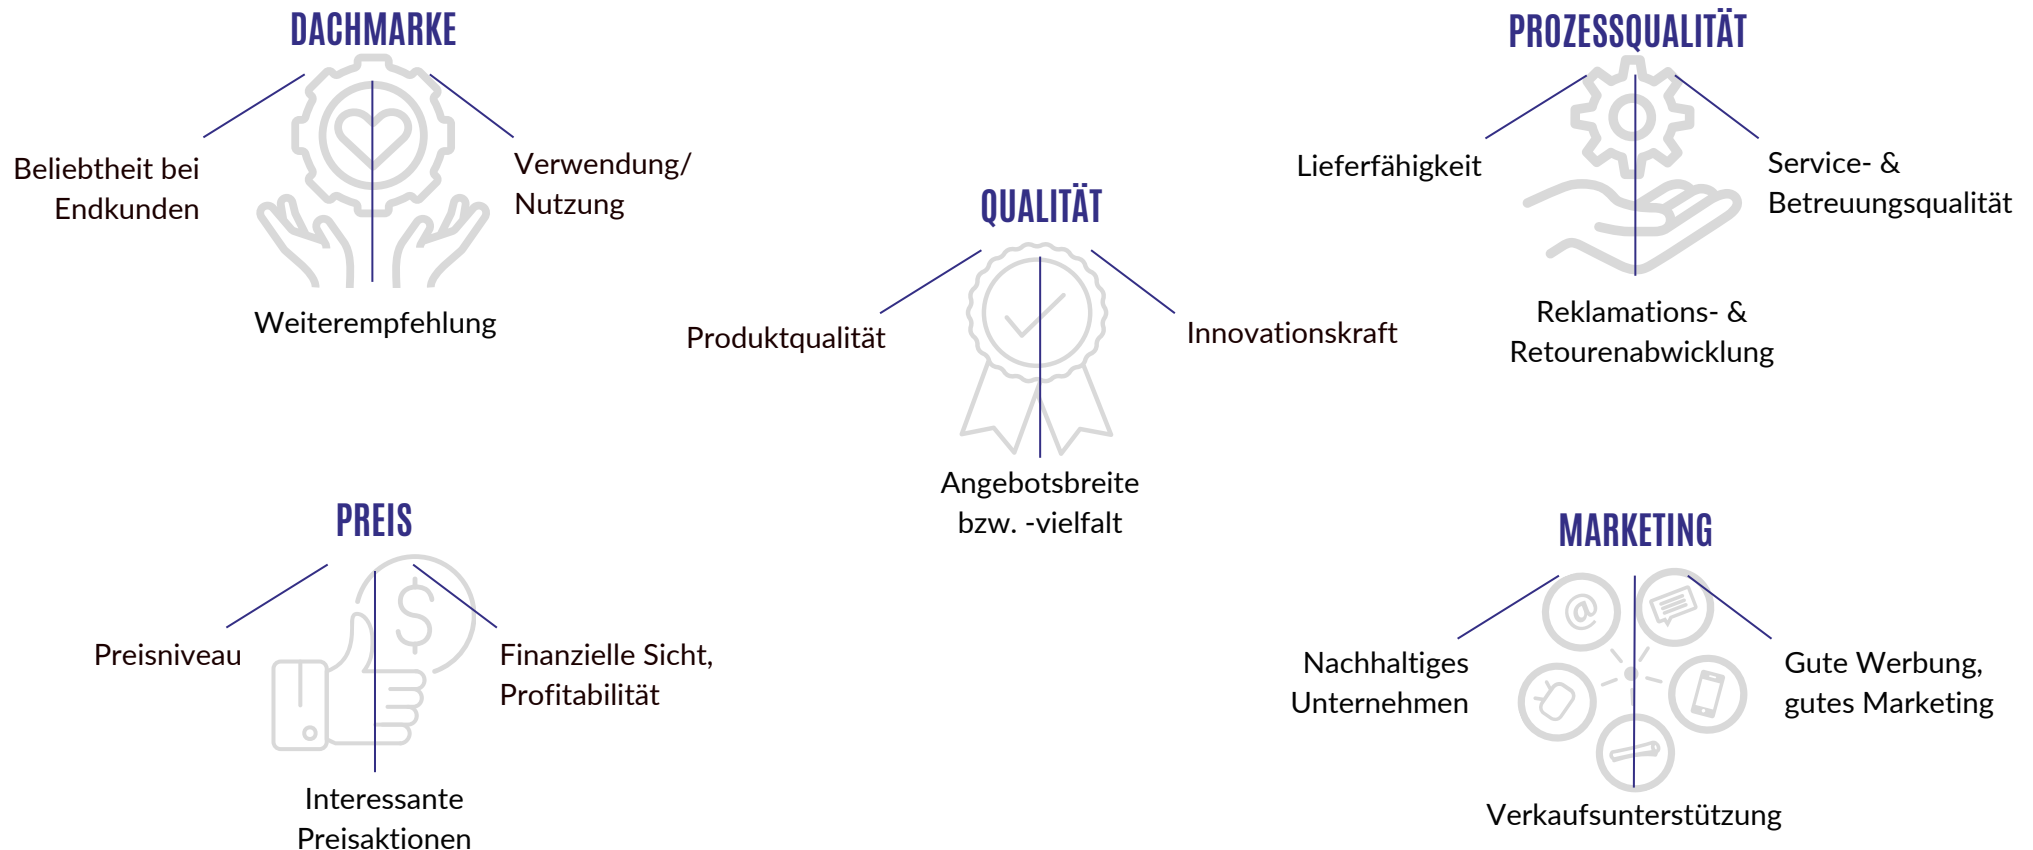 DACHMARKE
Beliebtheit bei
Endkunden
Verwendung/
Nutzung
Weiterempfehlung
PROZESSQUALITÄT
Lieferfähigkeit
Service- &
Betreuungsqualität
Reklamations- &
Retourenabwicklung
QUALITÄT
Produktqualität
Innovationskraft
Angebotsbreite
bzw. -vielfalt
PREIS
Preisniveau
$
Finanzielle Sicht,
Profitabilität
Interessante
Preisaktionen
MARKETING
@
Nachhaltiges
Unternehmen
Gute Werbung,
gutes Marketing
Verkaufsunterstützung